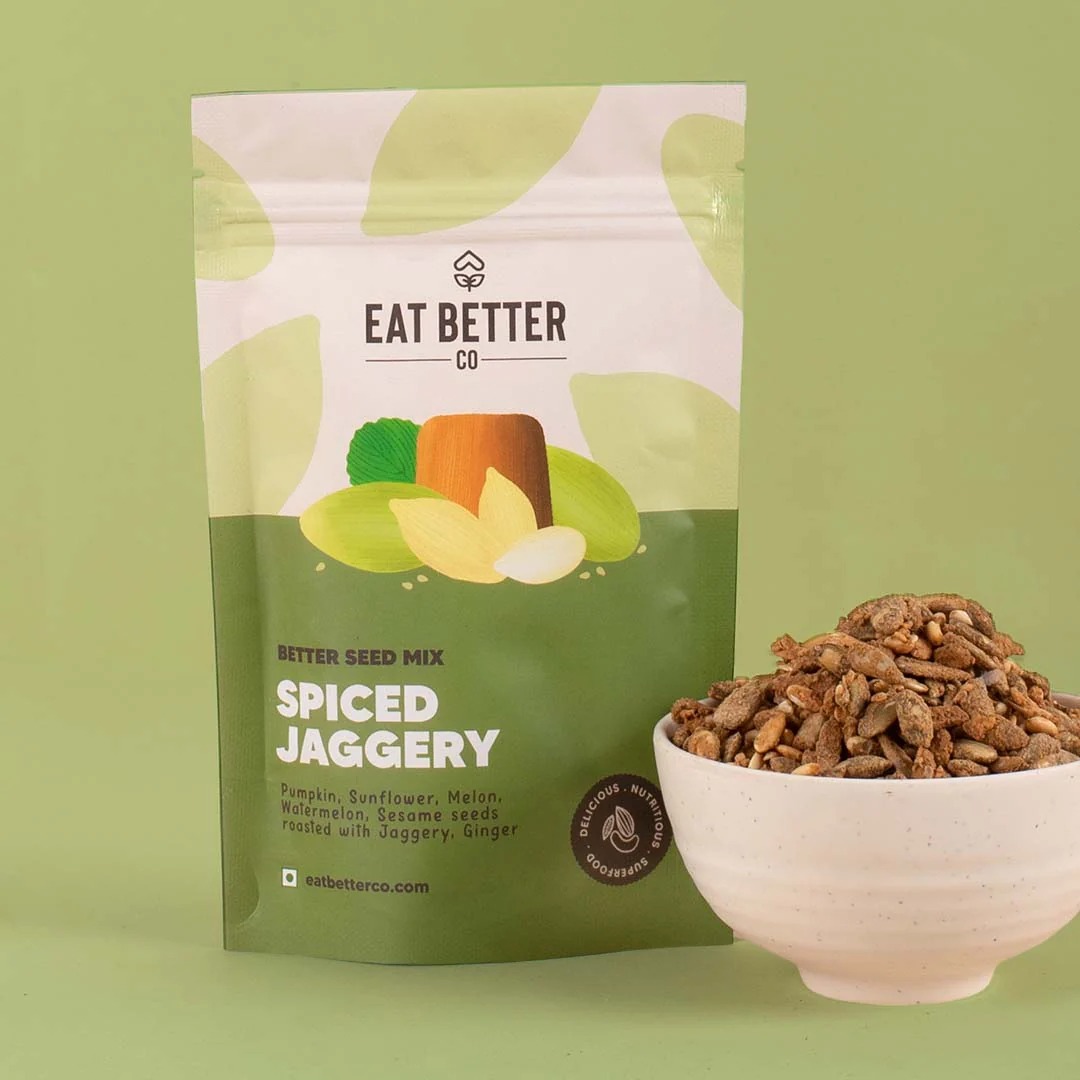 EAT BETTER
CO
BETTER SEED MIX
SPICED
JAGGERY
Pumpkin, Sunflower, Melon,
Watermelon, Sesame seeds
roasted with Jaggery, Ginger
eatbetterco.com
DELICIOUS . NUTRITIOUS . SUPERFOOD .